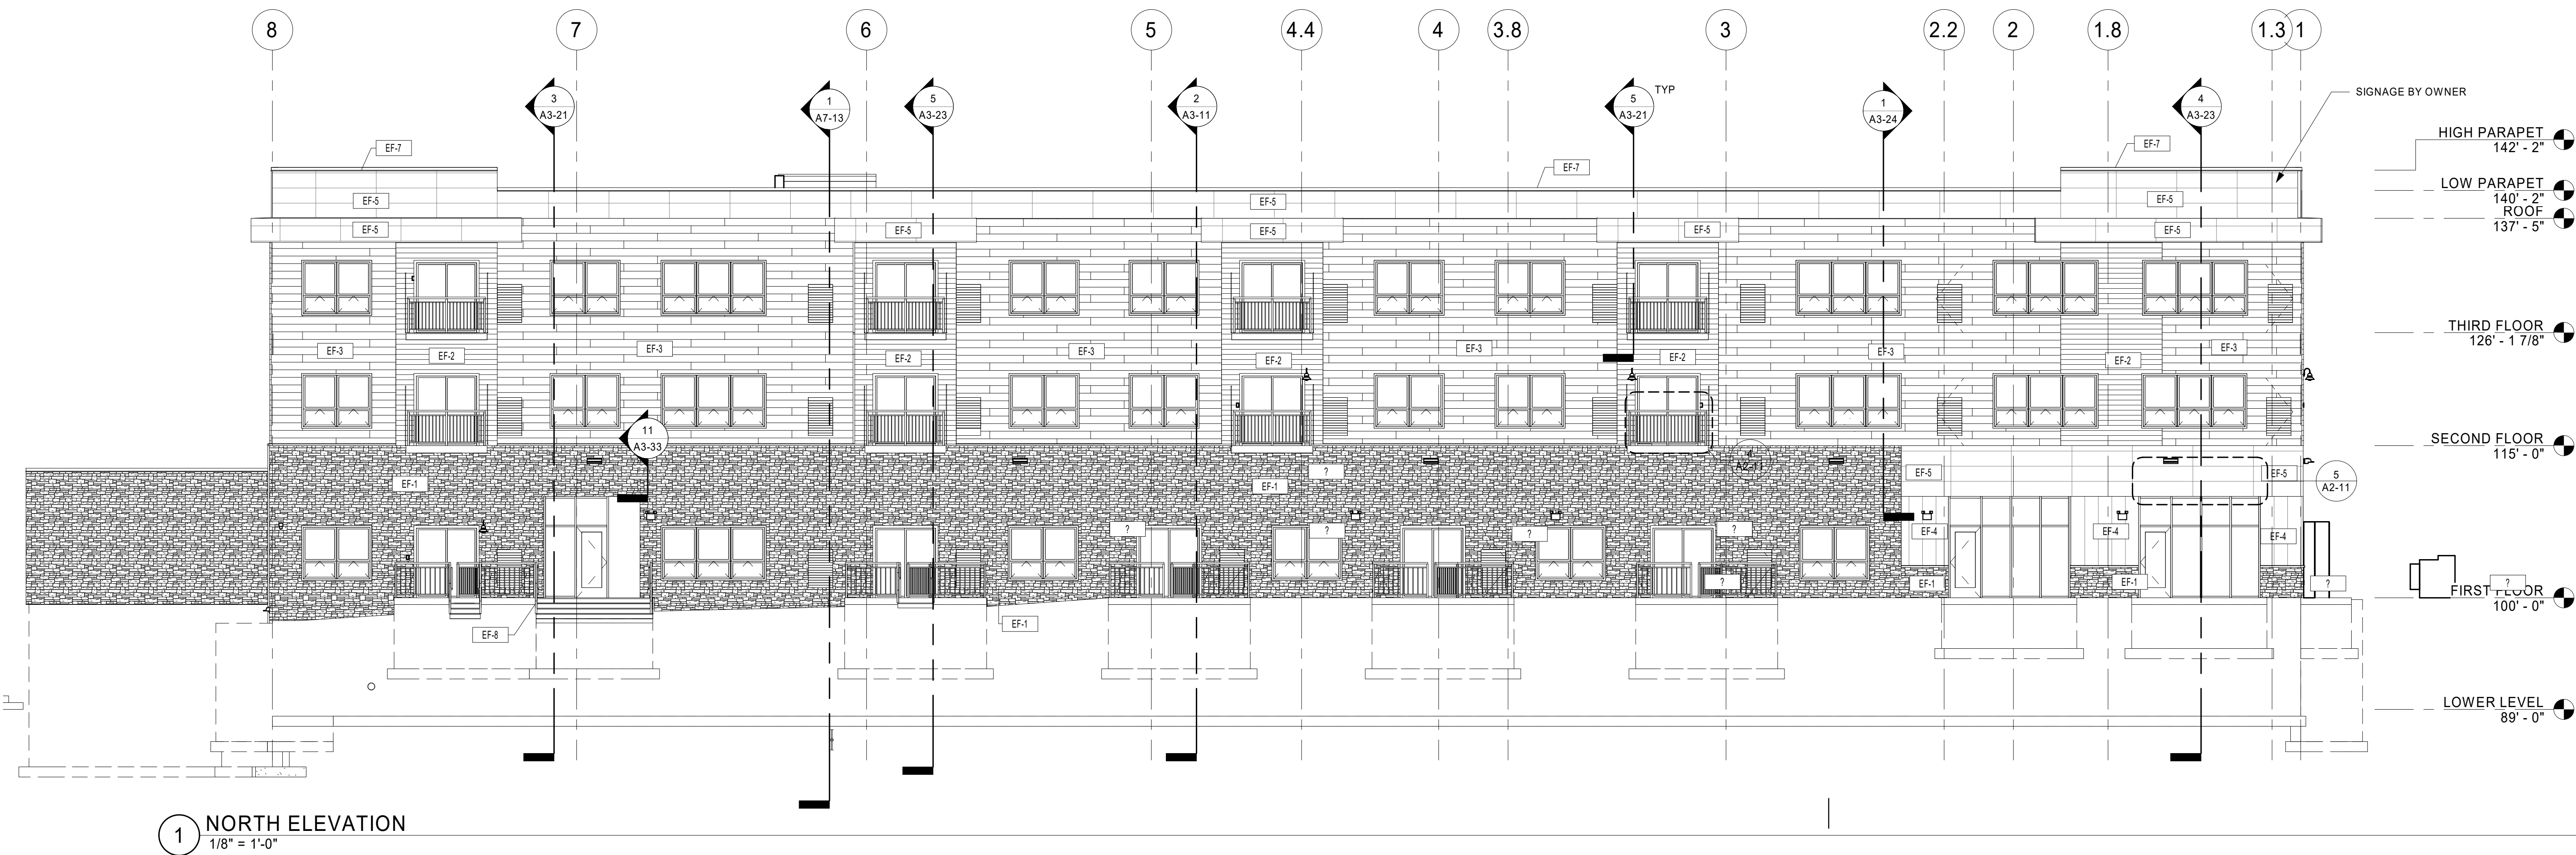 8
7
6
5
4.4
4
3.8
3
2.2
2
1.8
1.3
1
3
A3-21
1
A7-13
5
A3-23
2
A3-11
5
A3-21
TYP
1
A3-24
4
A3-23
SIGNAGE BY OWNER
HIGH PARAPET
142' - 2"
LOW PARAPET
140' - 2"
ROOF
137' - 5"
EF-7
EF-7
EF-7
EF-5
EF-5
EF-5
EF-5
EF-5
EF-5
EF-5
EF-5
THIRD FLOOR
126' - 1 7/8"
EF-3
EF-2
EF-3
EF-2
EF-3
EF-2
EF-3
EF-2
EF-3
EF-2
EF-3
11
A3-33
SECOND FLOOR
115' - 0"
4
A2-11
EF-1
EF-1
?
EF-5
EF-5
5
A2-11
?
?
?
?
EF-4
EF-4
EF-4
?
EF-1
EF-1
?
?
FIRST FLOOR
100' - 0"
EF-8
EF-1
LOWER LEVEL
89' - 0"
1
NORTH ELEVATION
1/8" = 1'-0"